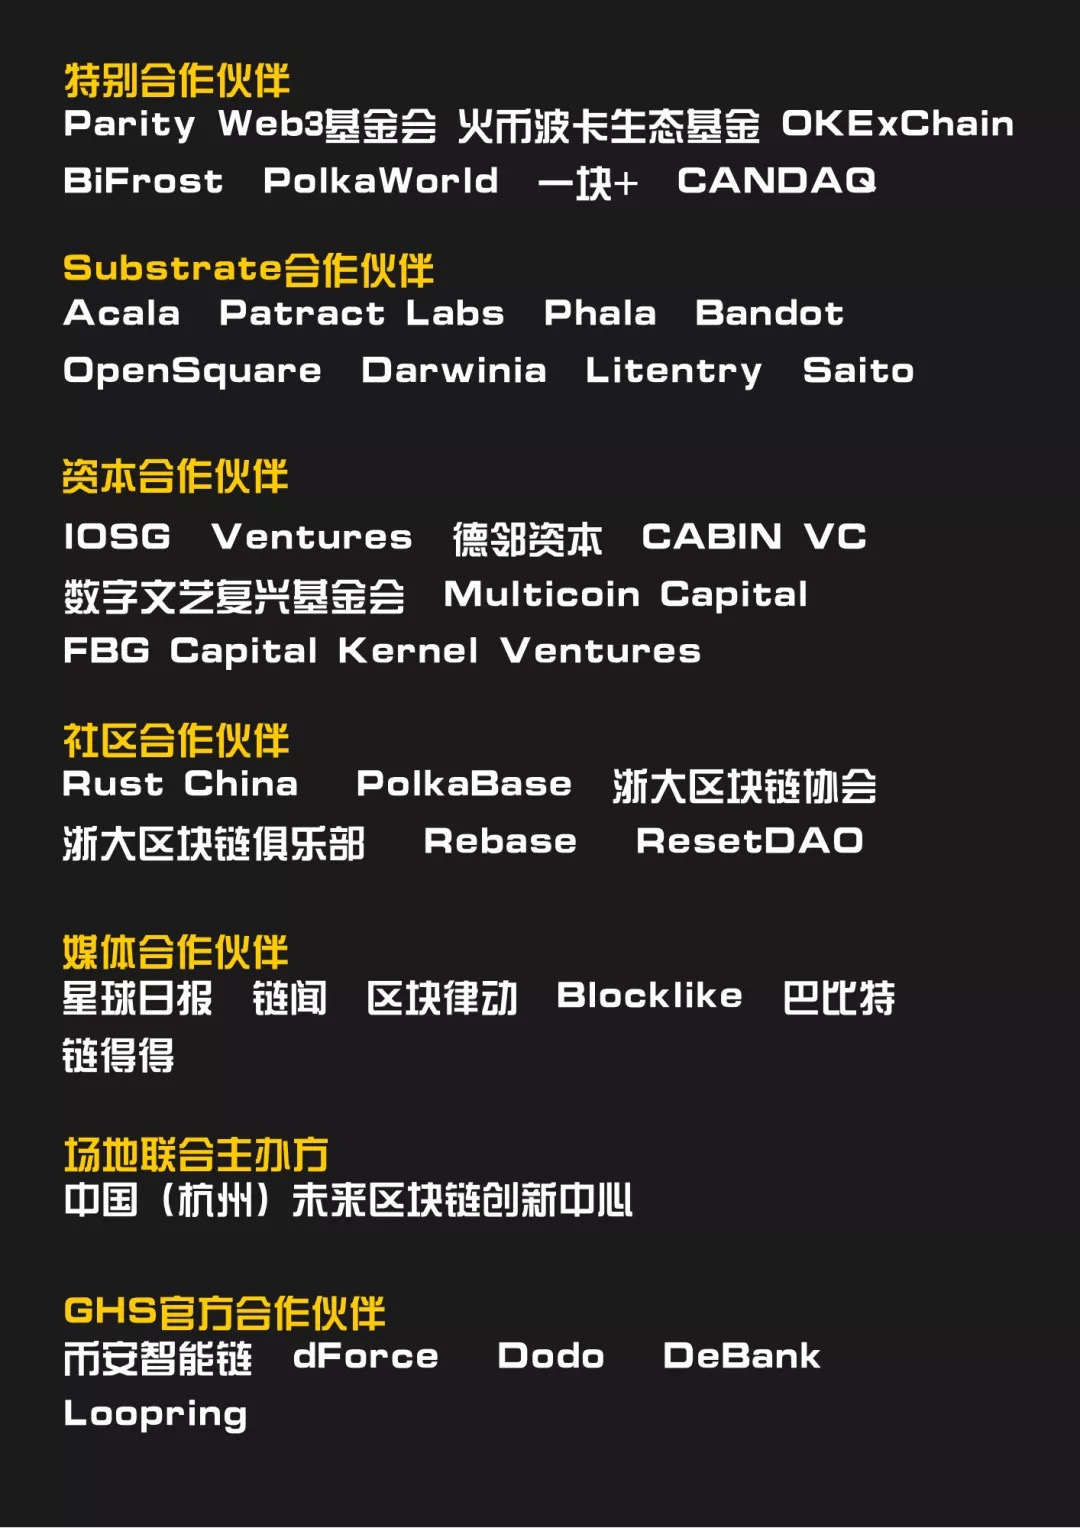 特别合作伙伴
Parity Web3基金会 火币波卡生态基金 OKExChain
BiFrost PolkaWorld 一块+ CANDAQ
Substrate合作伙伴
Acala Patract Labs Phala Bandot
OpenSquare Darwinia Litentry Saito
资本合作伙伴
IOSG Ventures 德邻资本 CABIN VC
数字文艺复兴基金会 Multicoin Capital
FBG Capital Kernel Ventures
社区合作伙伴
Rust China PolkaBase 浙大区块链协会
浙大区块链俱乐部 Rebase ResetDAO
媒体合作伙伴
星球日报 链闻 区块律动 Blocklike 巴比特
链得得
场地联合主办方
中国（杭州）未来区块链创新中心
GHS官方合作伙伴
币安智能链 dForce Dodo DeBank
Loopring